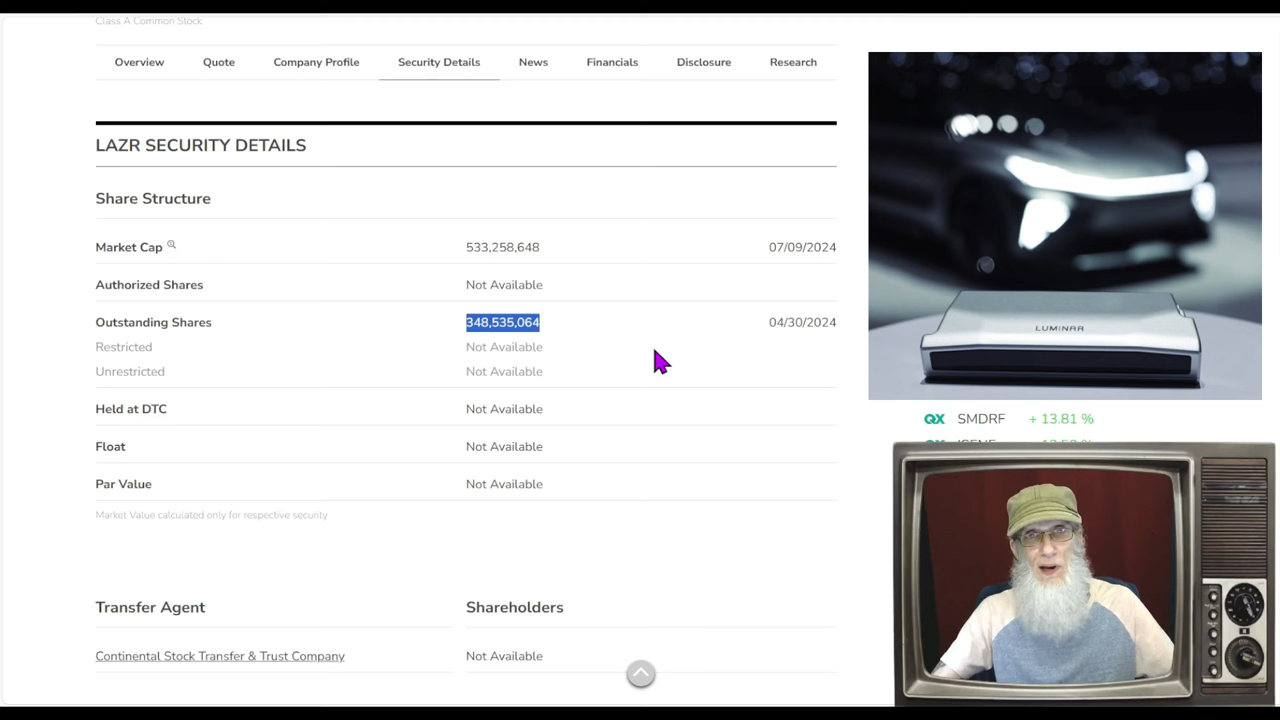 Class A Common Stock
Overview Quote Company Profile Security Details News Financials Disclosure Research
LAZR SECURITY DETAILS
Share Structure
Market Cap 533,258,648 07/09/2024
Authorized Shares Not Available
Outstanding Shares 348,535,064 04/30/2024
Restricted Not Available
Unrestricted Not Available
Held at DTC Not Available
Float Not Available
Par Value Not Available
Market Value calculated only for respective security
Transfer Agent Shareholders
Continental Stock Transfer & Trust Company Not Available
LUMINAR
QX SMDRF + 13.81 %